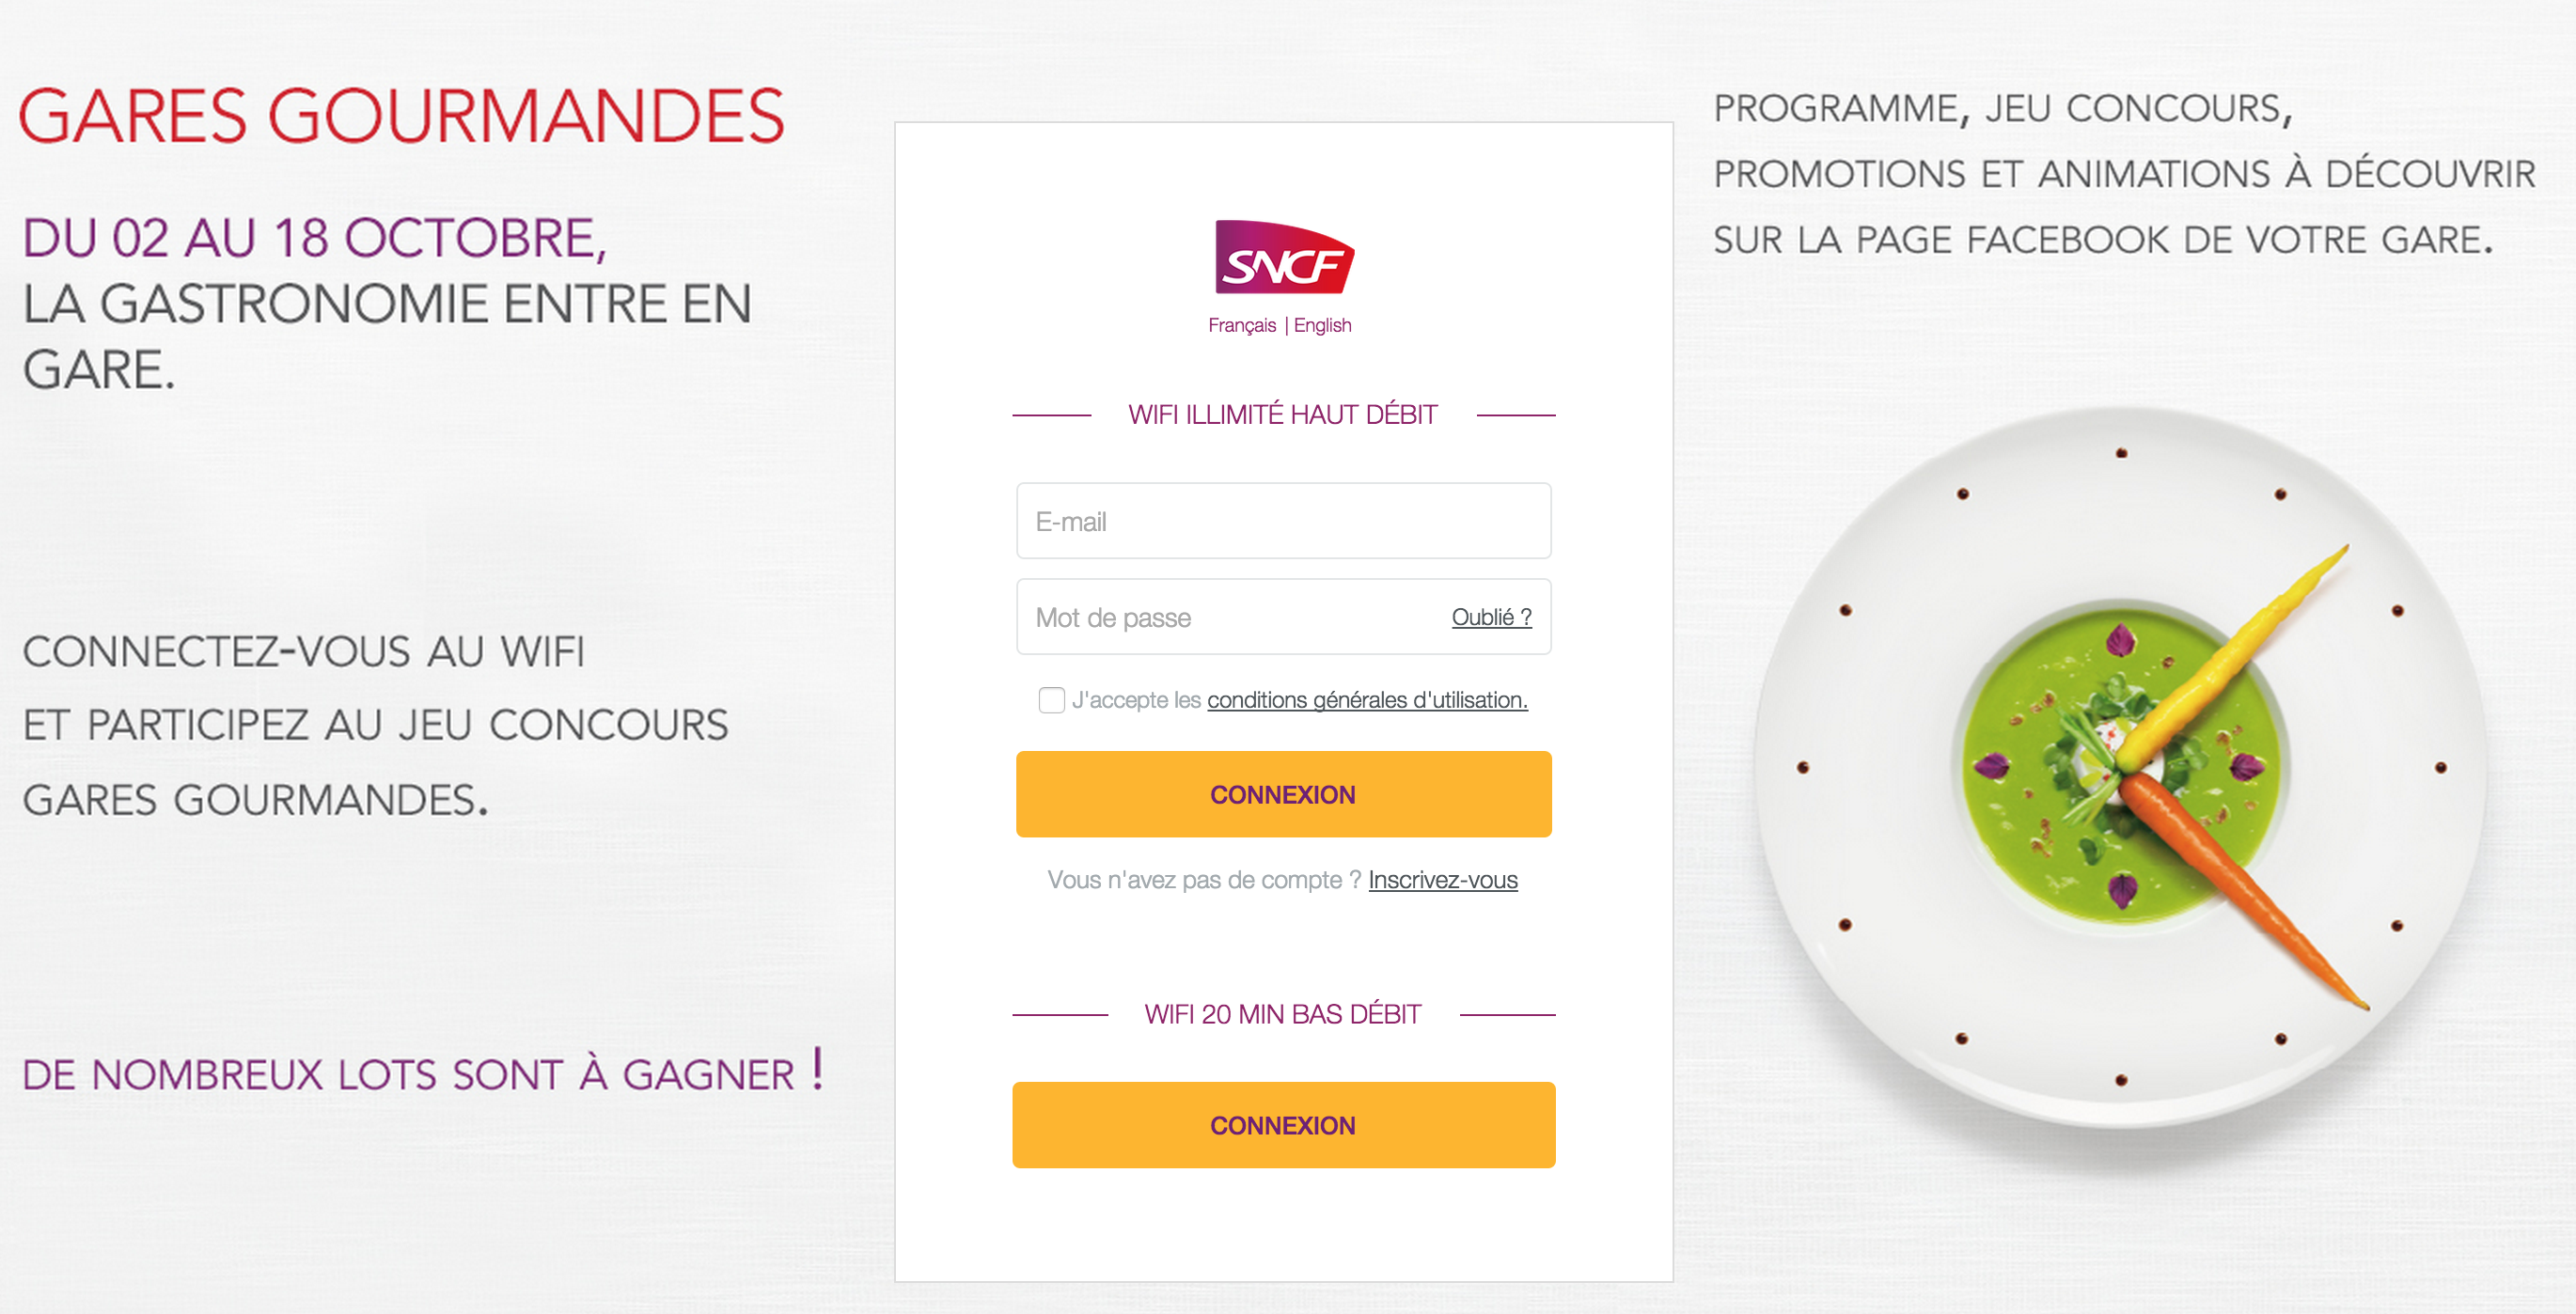 GARES GOURMANDES
DU 02 AU 18 OCTOBRE,
LA GASTRONOMIE ENTRE EN
GARE.
CONNECTEZ-VOUS AU WIFI
ET PARTICIPEZ AU JEU CONCOURS
GARES GOURMANDES.
DE NOMBREUX LOTS SONT À GAGNER !
SNCF
Français | English
WIFI ILLIMITÉ HAUT DÉBIT
E-mail
Mot de passe Oublié ?
J'accepte les conditions générales d'utilisation.
CONNEXION
Vous n'avez pas de compte ? Inscrivez-vous
WIFI 20 MIN BAS DÉBIT
CONNEXION
PROGRAMME, JEU CONCOURS,
PROMOTIONS ET ANIMATIONS À DÉCOUVRIR
SUR LA PAGE FACEBOOK DE VOTRE GARE.